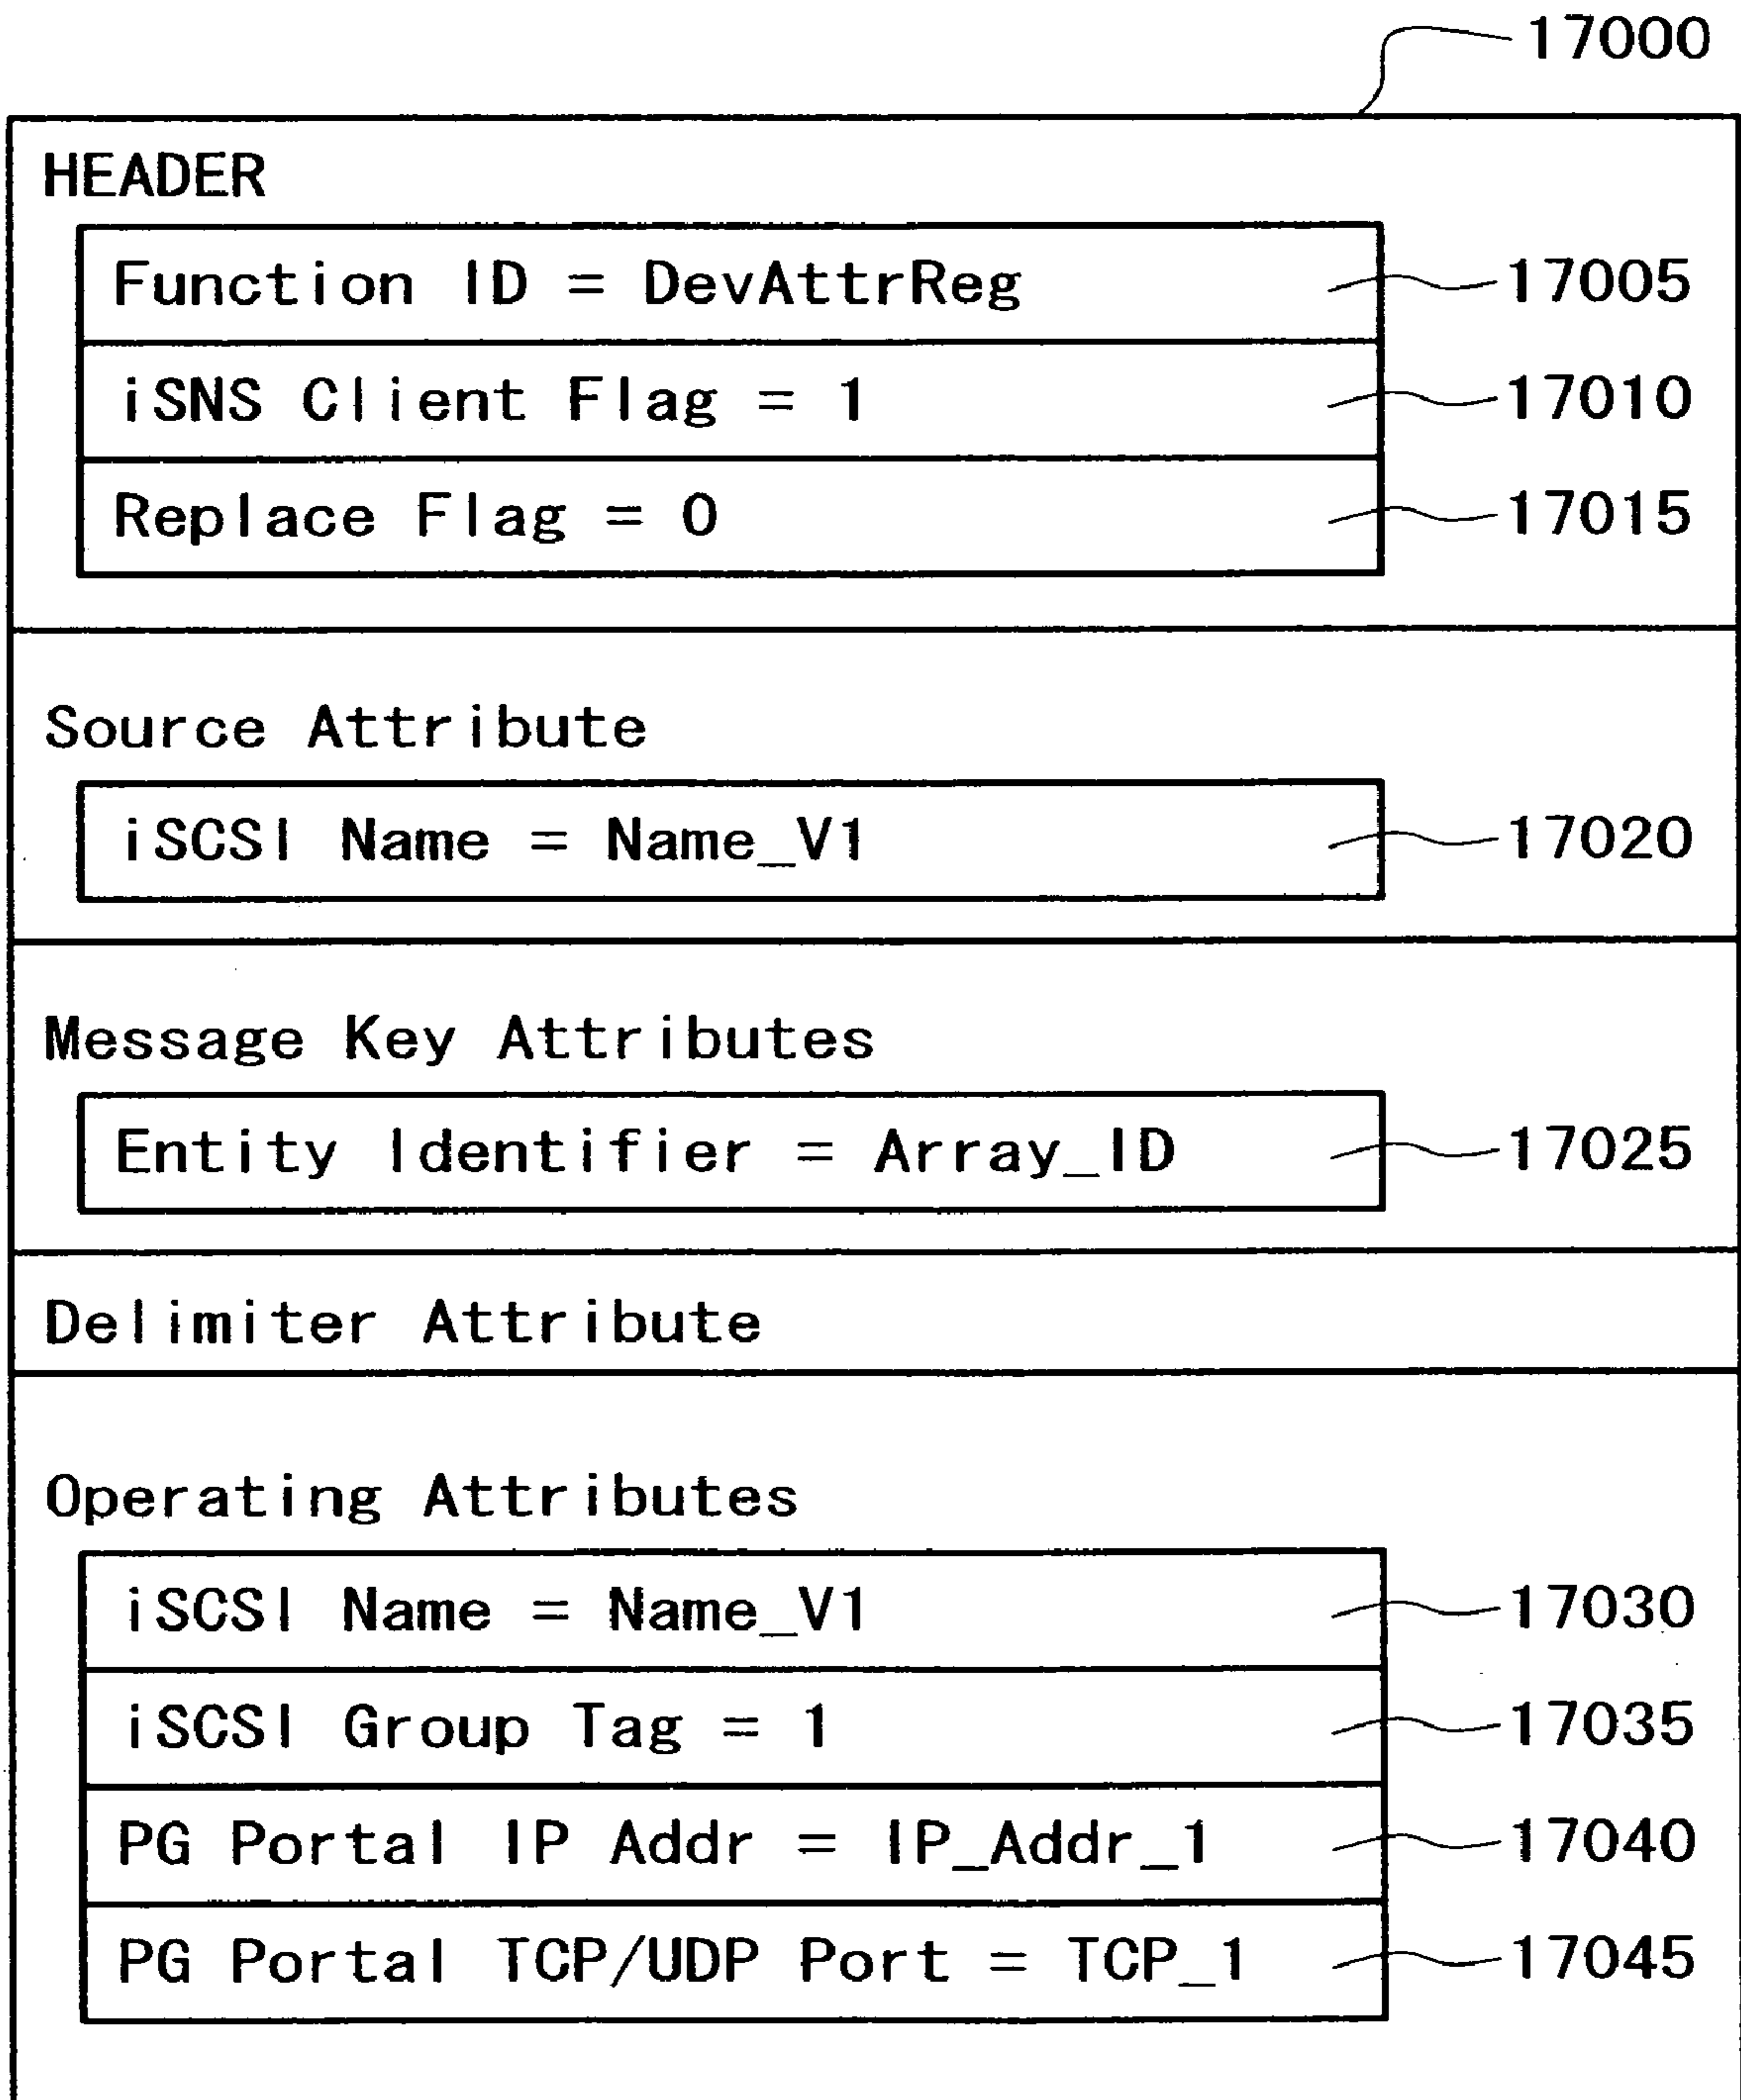 17000
HEADER
Function ID = DevAttrReg 17005
iSNS Client Flag = 1 17010
Replace Flag = 0 17015
Source Attribute
iSCSI Name = Name_V1 17020
Message Key Attributes
Entity Identifier = Array_ID 17025
Delimiter Attribute
Operating Attributes
iSCSI Name = Name_V1 17030
iSCSI Group Tag = 1 17035
PG Portal IP Addr = IP_Addr_1 17040
PG Portal TCP/UDP Port = TCP_1 17045